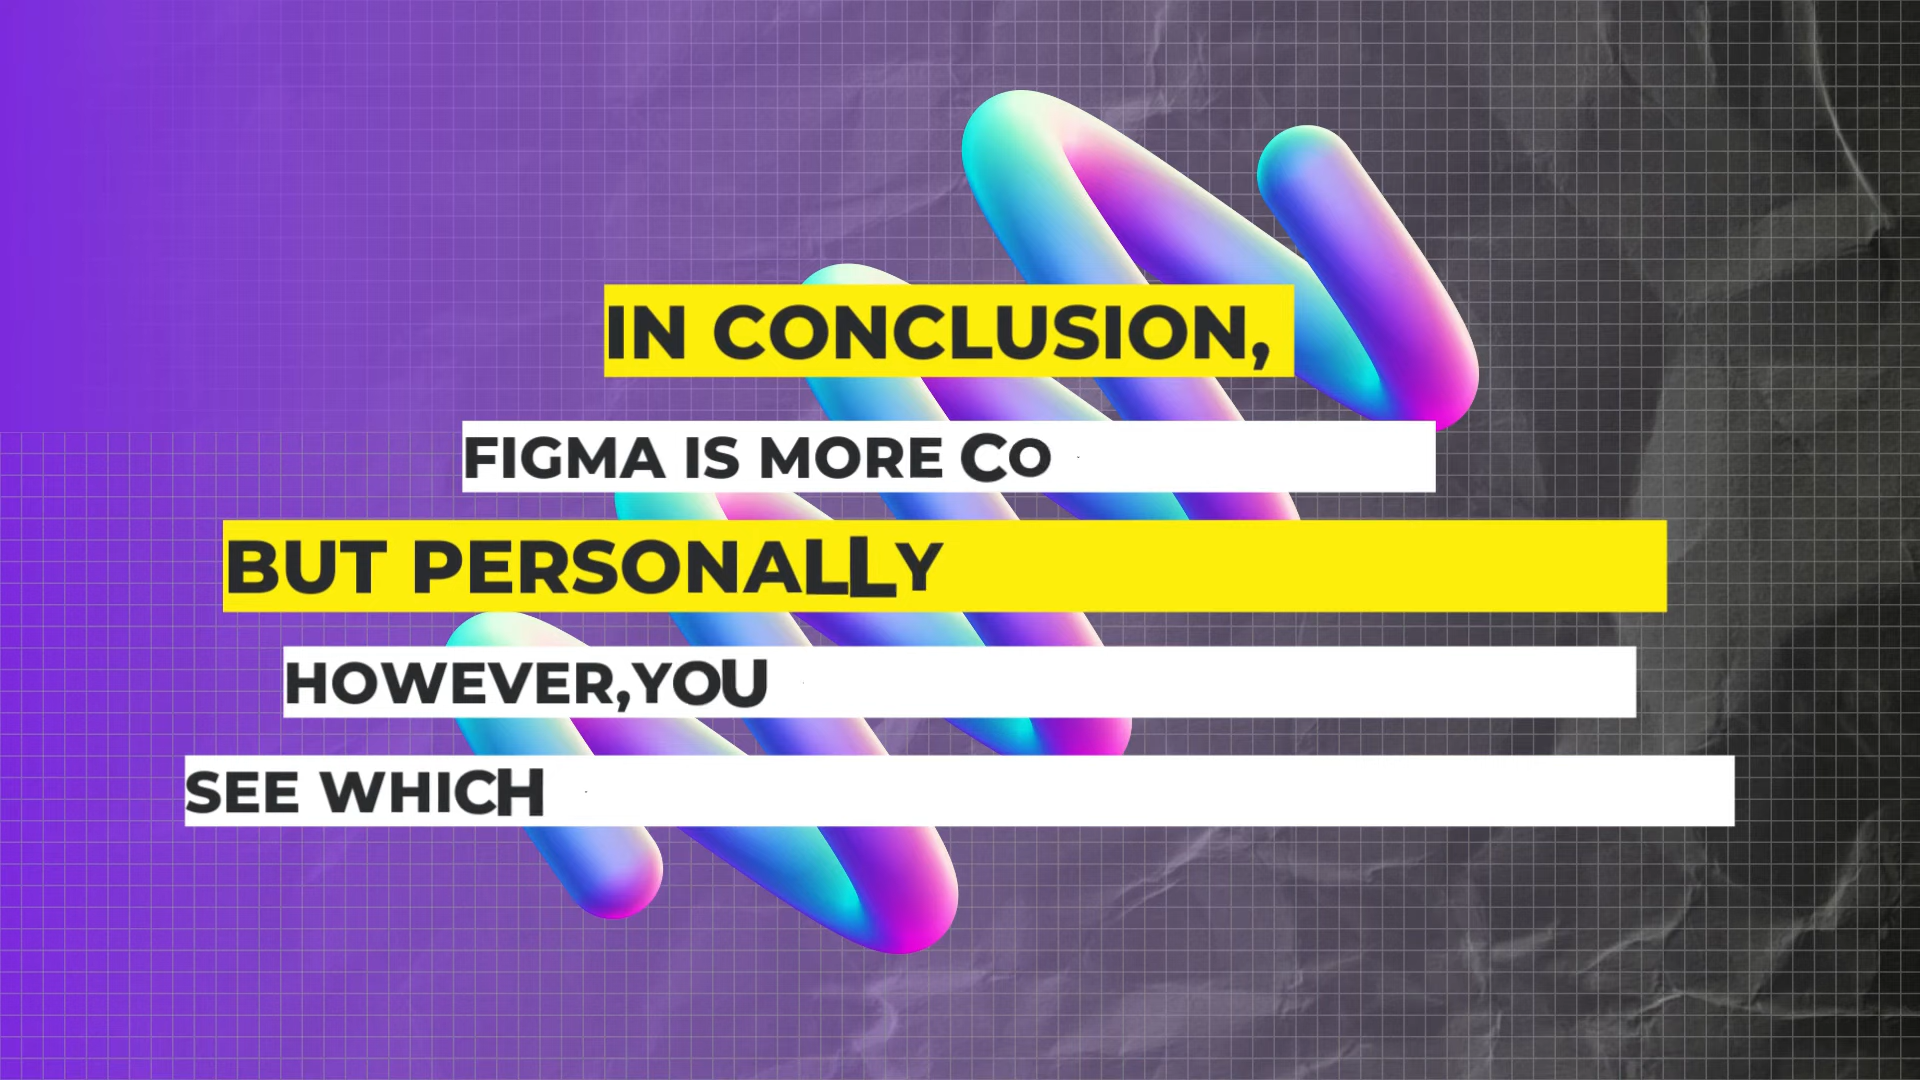 IN CONCLUSION,
FIGMA IS MORE CO
BUT PERSONALLY
HOWEVER,YOU
SEE WHICH